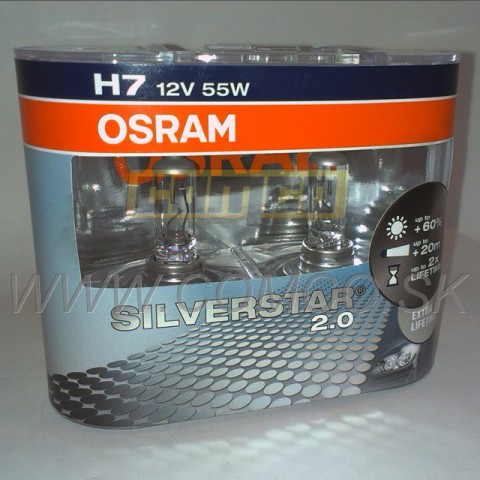 H7 12V 55W
OSRAM
up to
+ 60%
up to
+ 20m
up to 2x
LIFETIME
WWW.COMCO.SK
SILVERSTAR®
2.0
EXTRA
LIFETIME